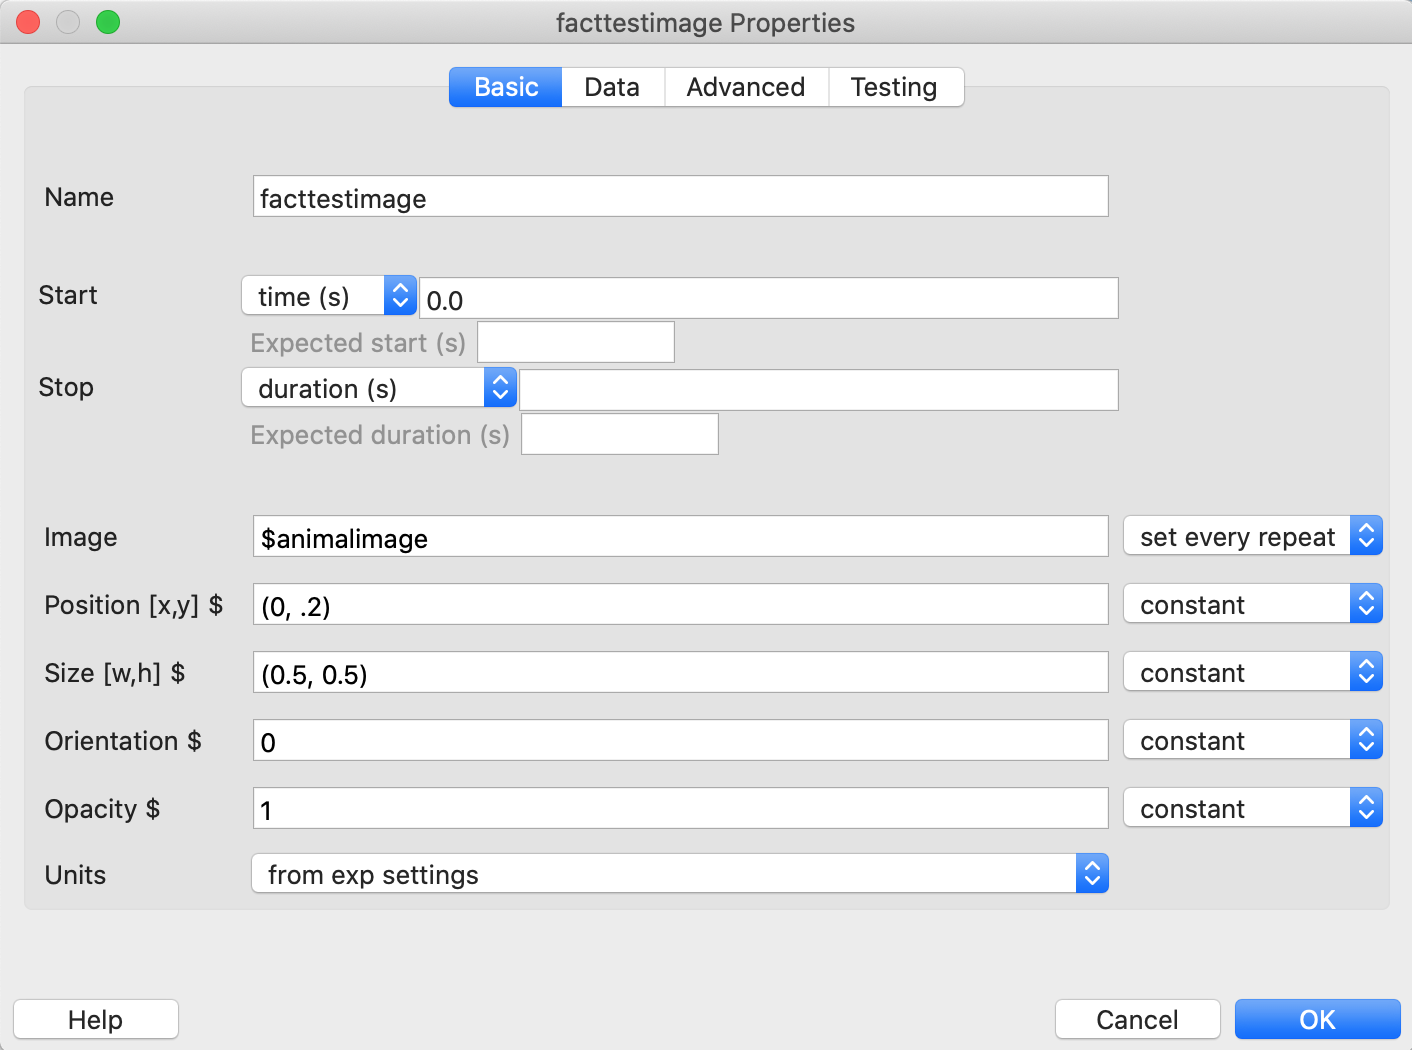 facttestimage Properties
Basic Data Advanced Testing
Name facttestimage
Start time (s) 0.0
Expected start (s)
Stop duration (s)
Expected duration (s)
Image $animalimage set every repeat
Position [x,y] $ (0, .2) constant
Size [w,h] $ (0.5, 0.5) constant
Orientation $ 0 constant
Opacity $ 1 constant
Units from exp settings
Help Cancel OK